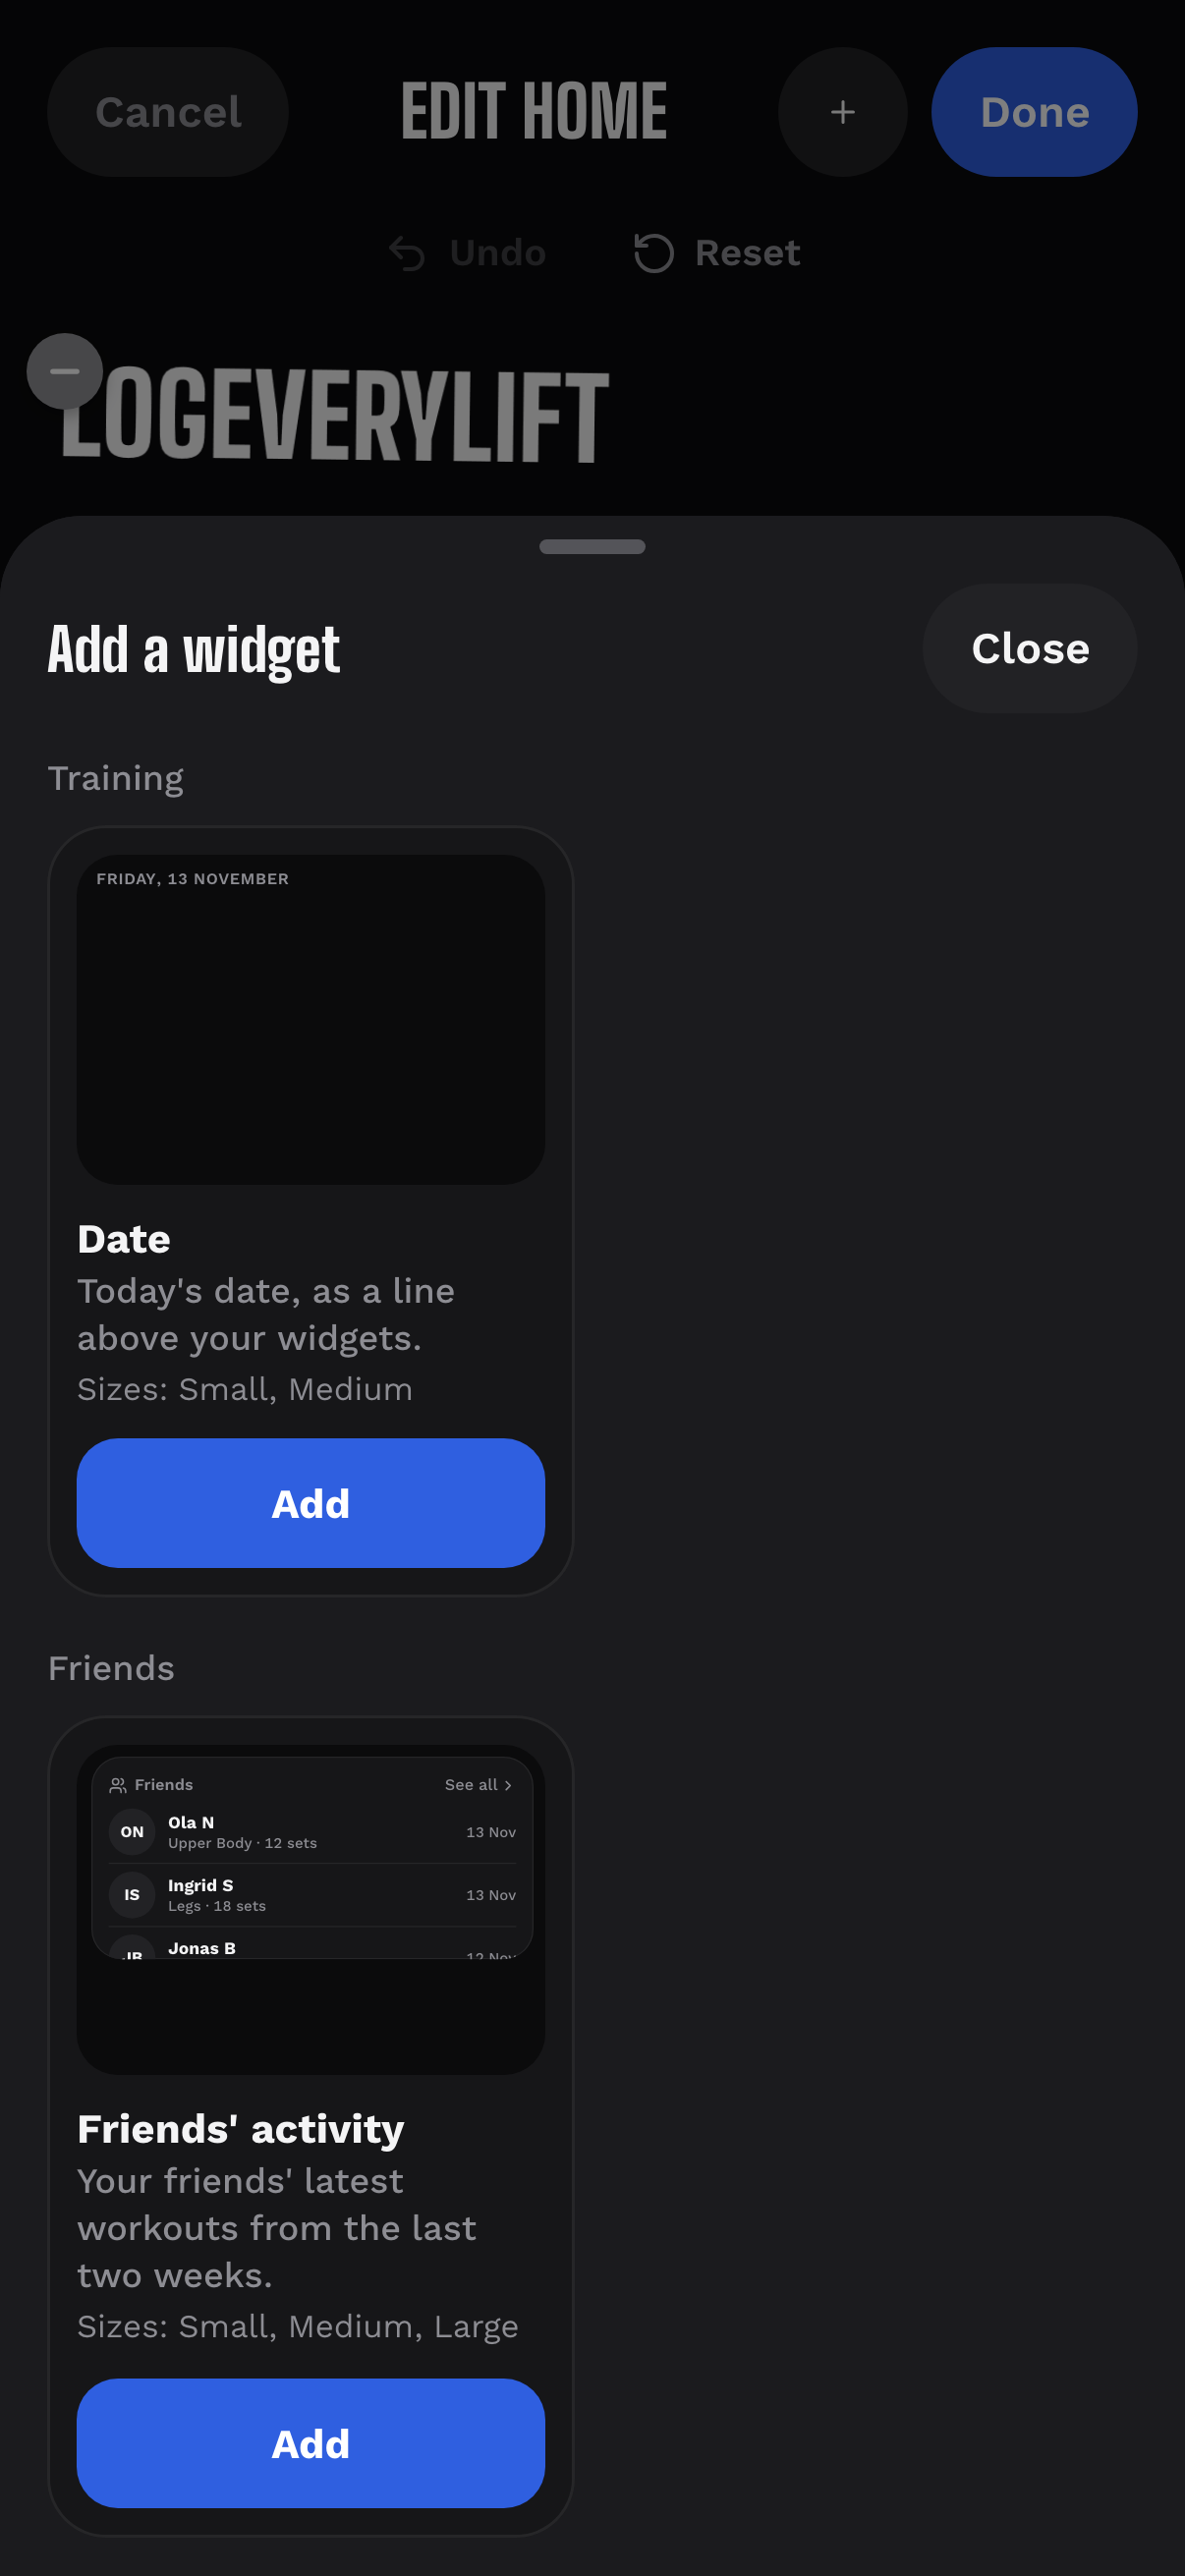 Cancel
EDIT HOME
+
Done
Undo
Reset
LOGEVERYLIFT
Add a widget
Close
Training
FRIDAY, 13 NOVEMBER
Date
Today's date, as a line
above your widgets.
Sizes: Small, Medium
Add
Friends
Friends
See all
ON
Ola N
Upper Body · 12 sets
13 Nov
IS
Ingrid S
Legs · 18 sets
13 Nov
JB
Jonas B
12 Nov
Friends' activity
Your friends' latest
workouts from the last
two weeks.
Sizes: Small, Medium, Large
Add